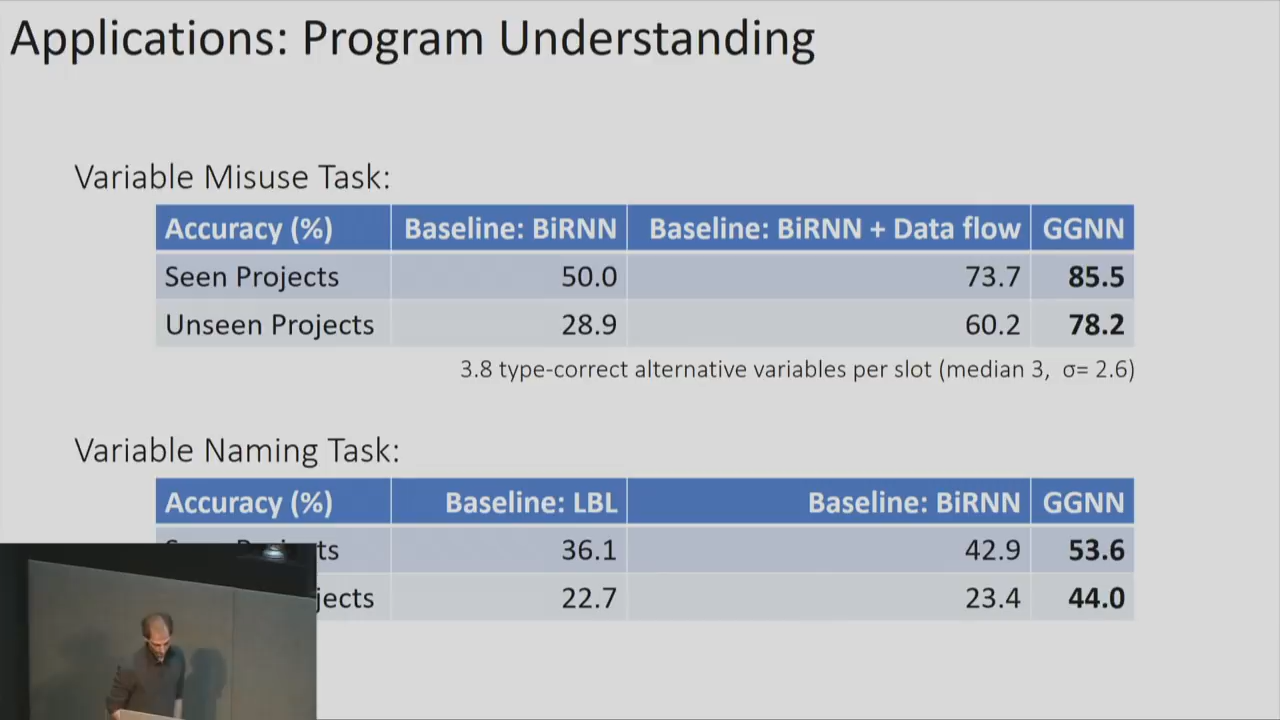 Applications: Program Understanding
Variable Misuse Task:
Accuracy (%) Baseline: BiRNN Baseline: BiRNN + Data flow GGNN
Seen Projects 50.0 73.7 85.5
Unseen Projects 28.9 60.2 78.2
3.8 type-correct alternative variables per slot (median 3, σ= 2.6)
Variable Naming Task:
Accuracy (%) Baseline: LBL Baseline: BiRNN GGNN
36.1 42.9 53.6
22.7 23.4 44.0